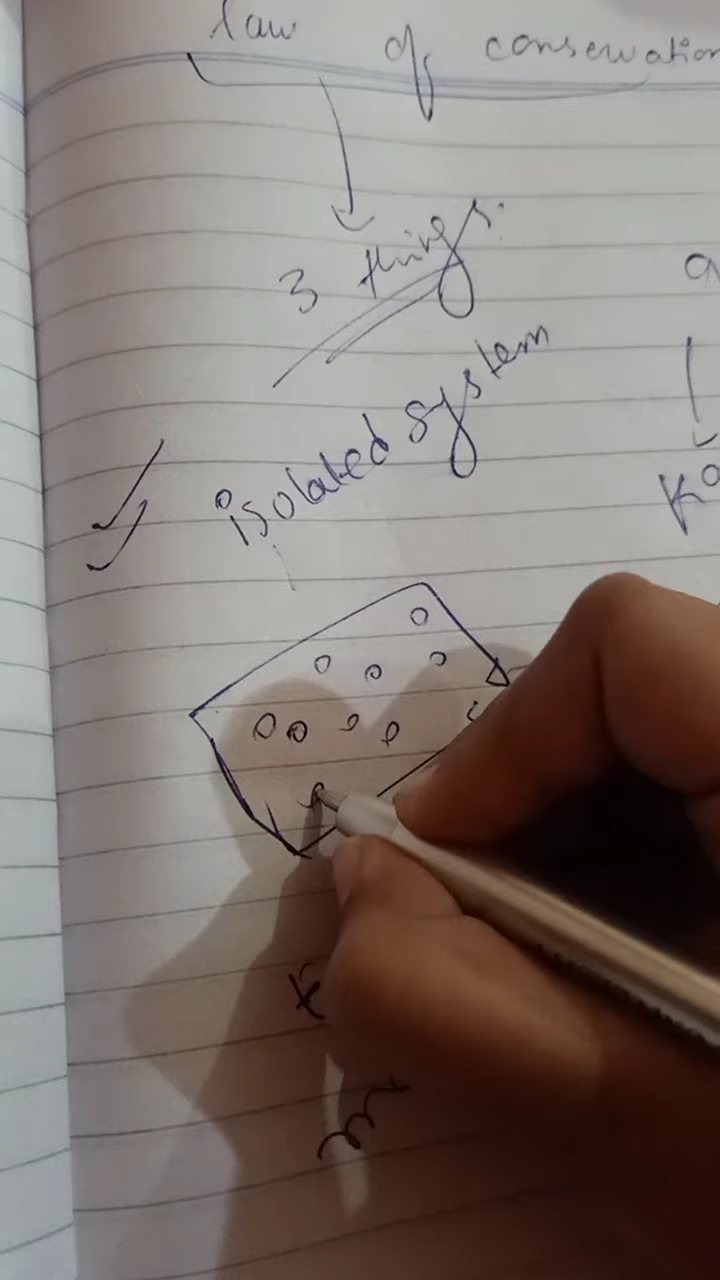 law of conservation
3 things.
isolated system